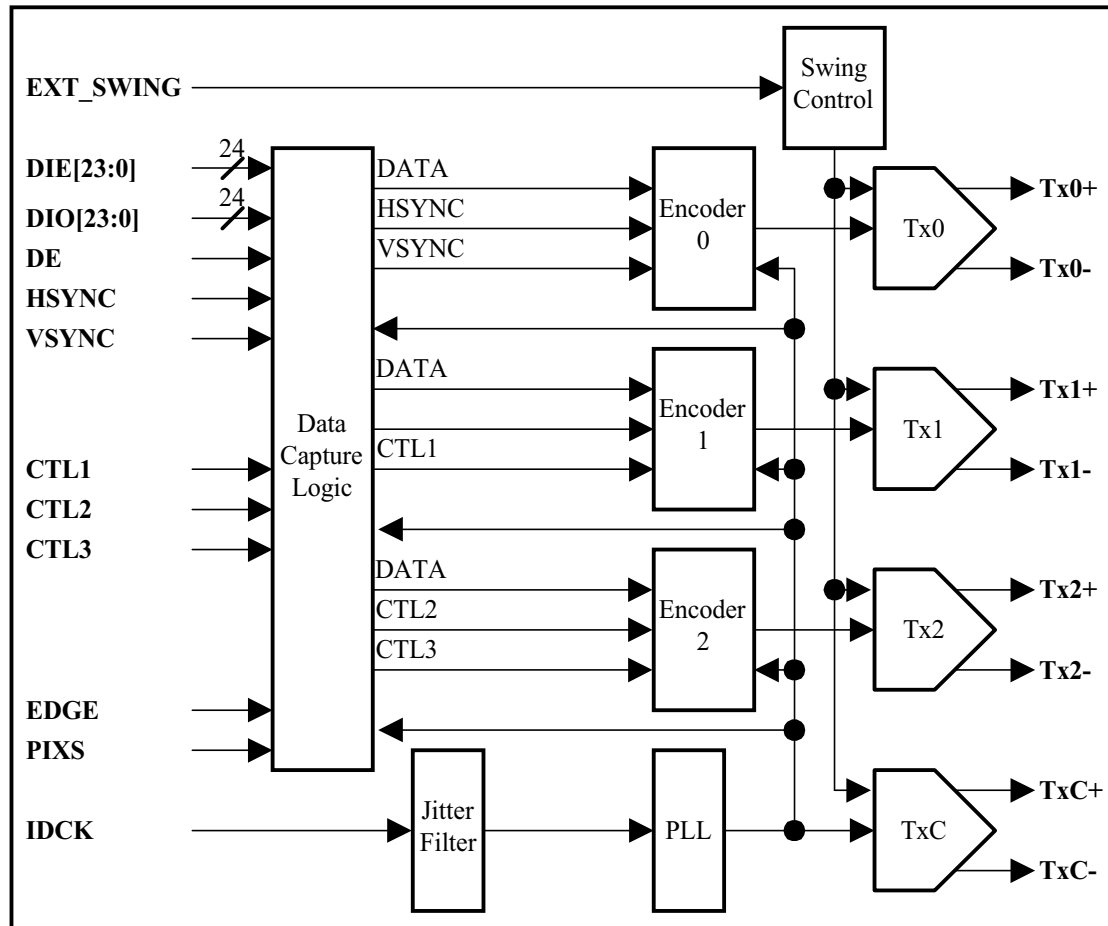 EXT_SWING
Swing
Control
DIE[23:0]
24
DIO[23:0]
24
DE
HSYNC
VSYNC
CTL1
CTL2
CTL3
EDGE
PIXS
IDCK
Data
Capture
Logic
DATA
HSYNC
VSYNC
DATA
CTL1
DATA
CTL2
CTL3
Encoder
0
Encoder
1
Encoder
2
Jitter
Filter
PLL
Tx0
Tx0+
Tx0-
Tx1
Tx1+
Tx1-
Tx2
Tx2+
Tx2-
TxC
TxC+
TxC-